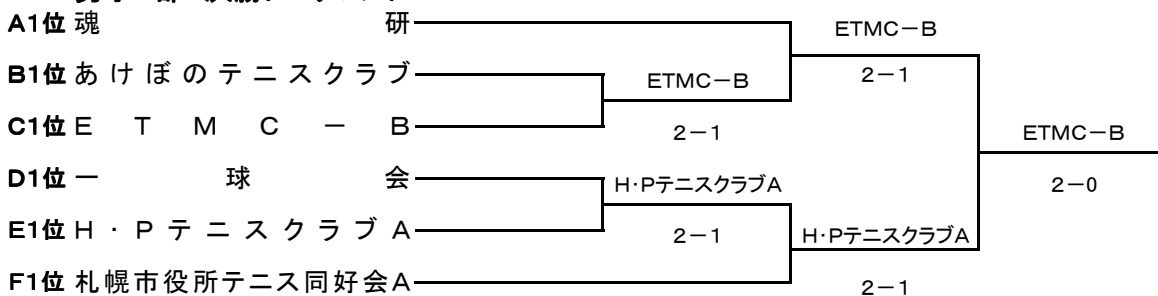 A1位 魂研
ETMC－B
B1位 あけぼのテニスクラブ
ETMC－B
2－1
C1位 ETMC－B
2－1
ETMC－B
D1位 一球会
H・PテニスクラブA
2－0
E1位 H・PテニスクラブA
2－1
H・PテニスクラブA
F1位 札幌市役所テニス同好会A
2－1